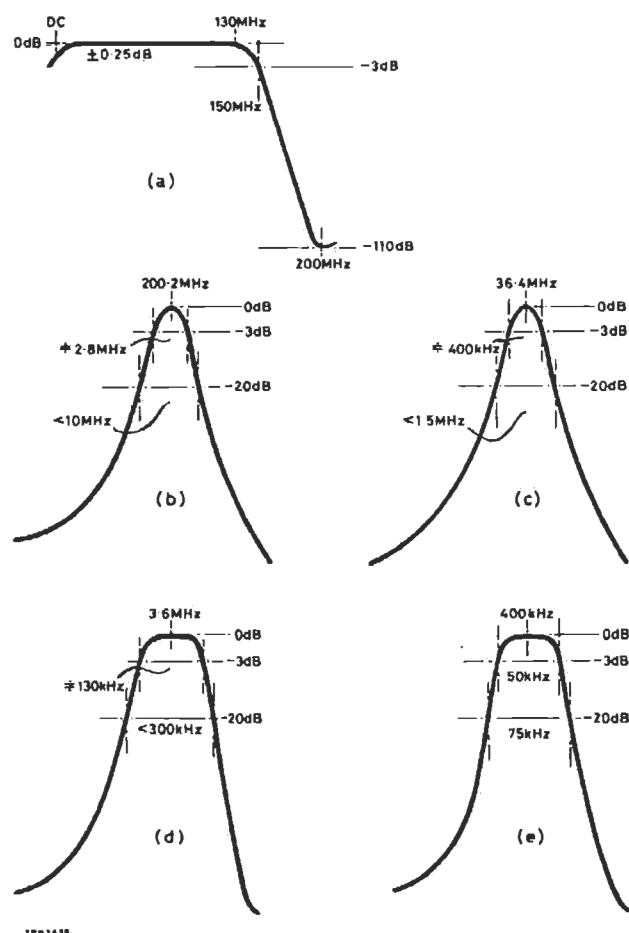 DC
130MHz
0dB
±0·25dB
-3dB
150MHz
(a)
-110dB
200MHz
200·2MHz
0dB
-3dB
≑2·8MHz
-20dB
<10MHz
(b)
36·4MHz
0dB
-3dB
≑400kHz
-20dB
<1·5MHz
(c)
3·6MHz
0dB
-3dB
≑130kHz
-20dB
<300kHz
(d)
400kHz
0dB
-3dB
50kHz
-20dB
75kHz
(e)